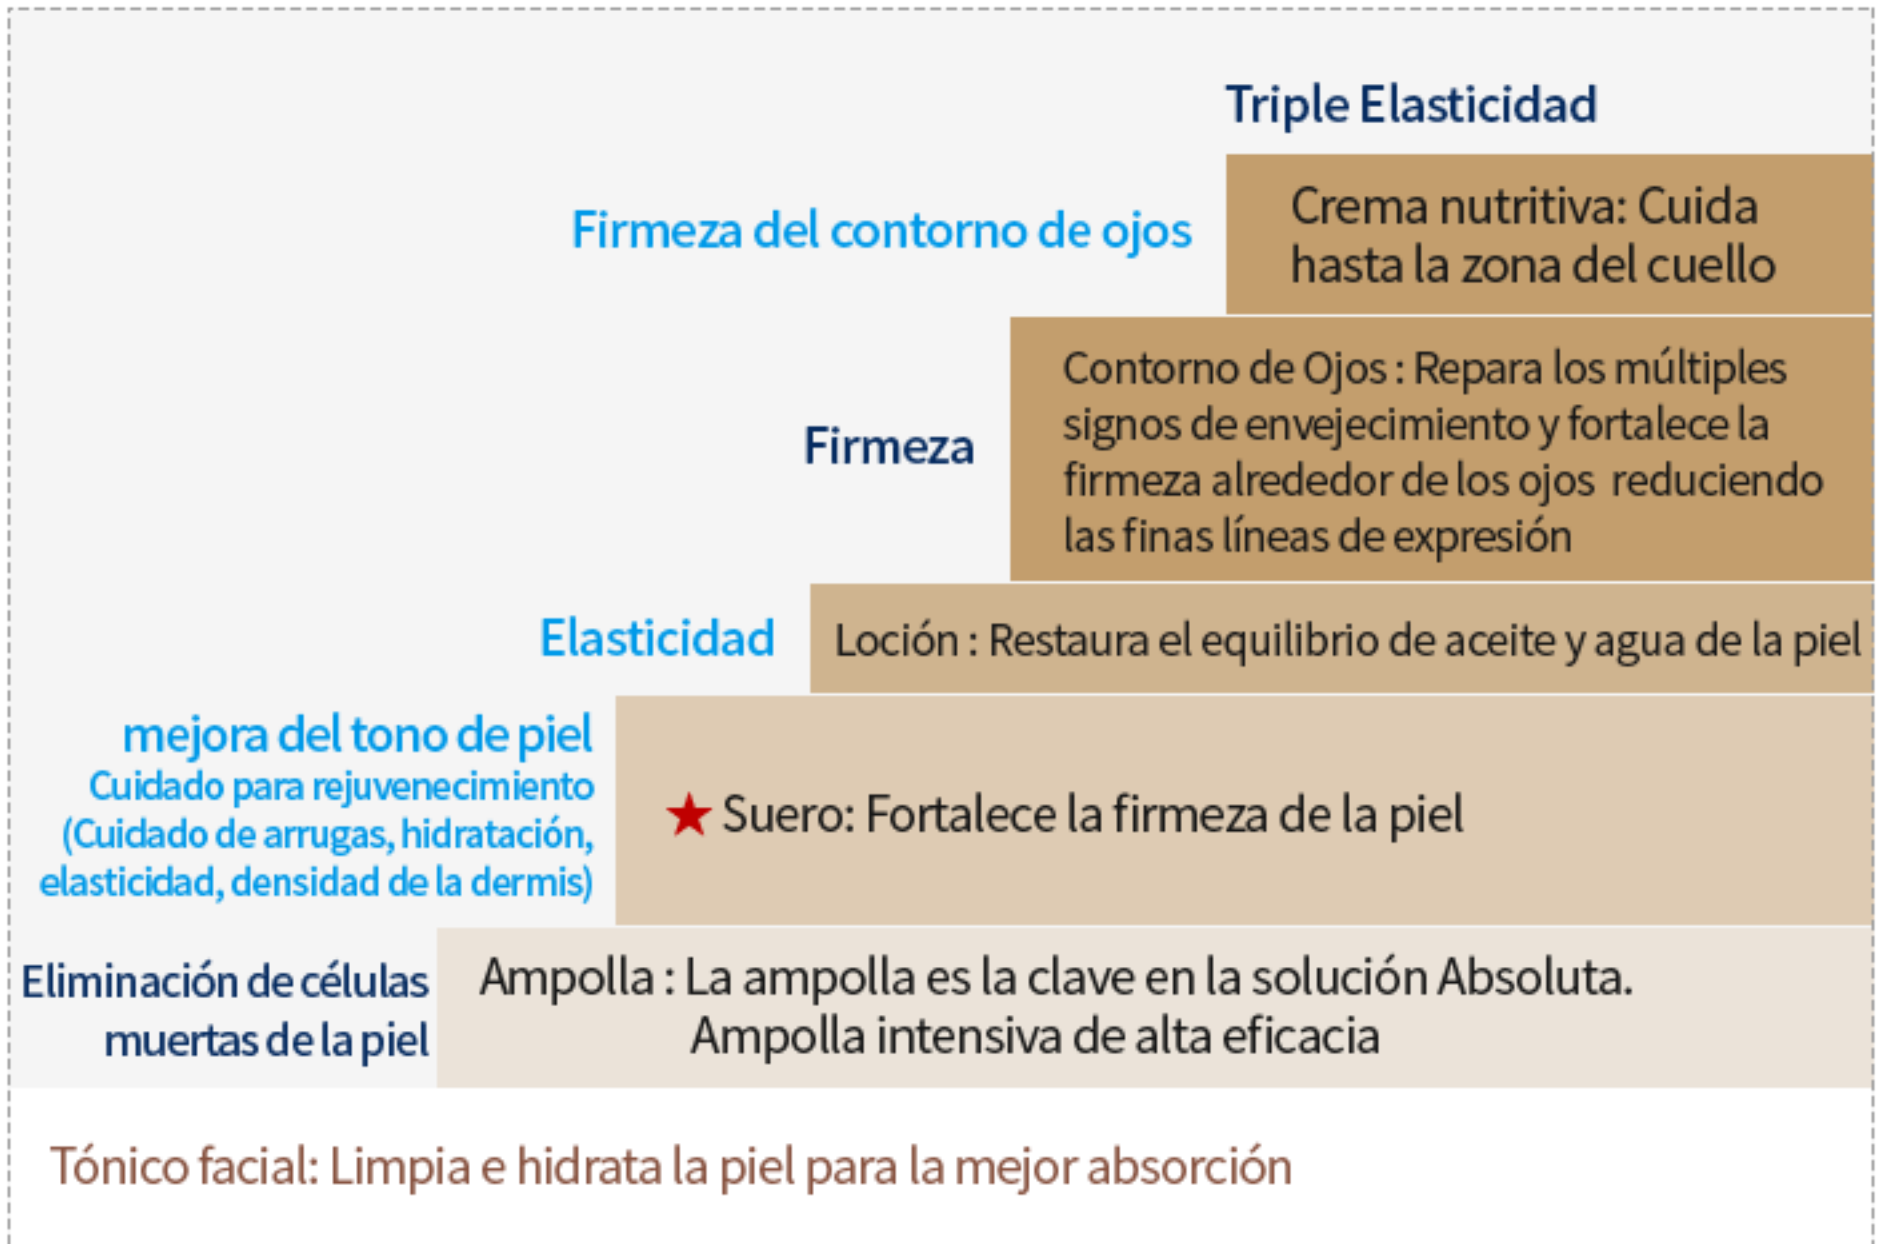 Triple Elasticidad
Crema nutritiva: Cuida
hasta la zona del cuello
Firmeza del contorno de ojos
Contorno de Ojos : Repara los múltiples
signos de envejecimiento y fortalece la
firmeza alrededor de los ojos reduciendo
las finas líneas de expresión
Firmeza
Elasticidad
Loción : Restaura el equilibrio de aceite y agua de la piel
mejora del tono de piel
Cuidado para rejuvenecimiento
(Cuidado de arrugas, hidratación,
elasticidad, densidad de la dermis)
★ Suero: Fortalece la firmeza de la piel
Eliminación de células
muertas de la piel
Ampolla : La ampolla es la clave en la solución Absoluta.
Ampolla intensiva de alta eficacia
Tónico facial: Limpia e hidrata la piel para la mejor absorción